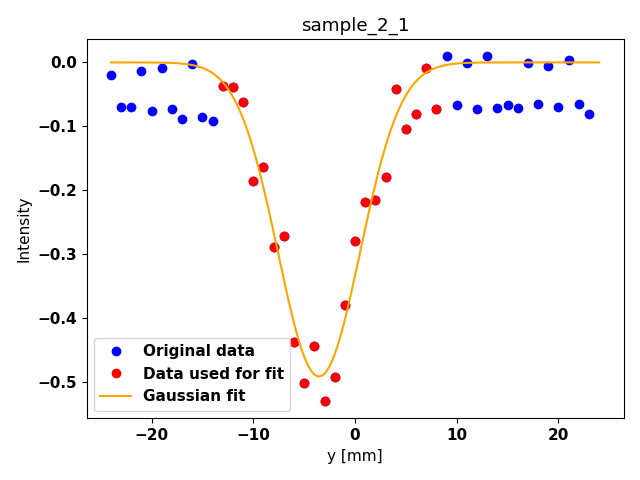 sample_2_1
0.0
−0.1
−0.2
−0.3
−0.4
−0.5
Intensity
Original data
Data used for fit
Gaussian fit
−20
−10
0
10
20
y [mm]